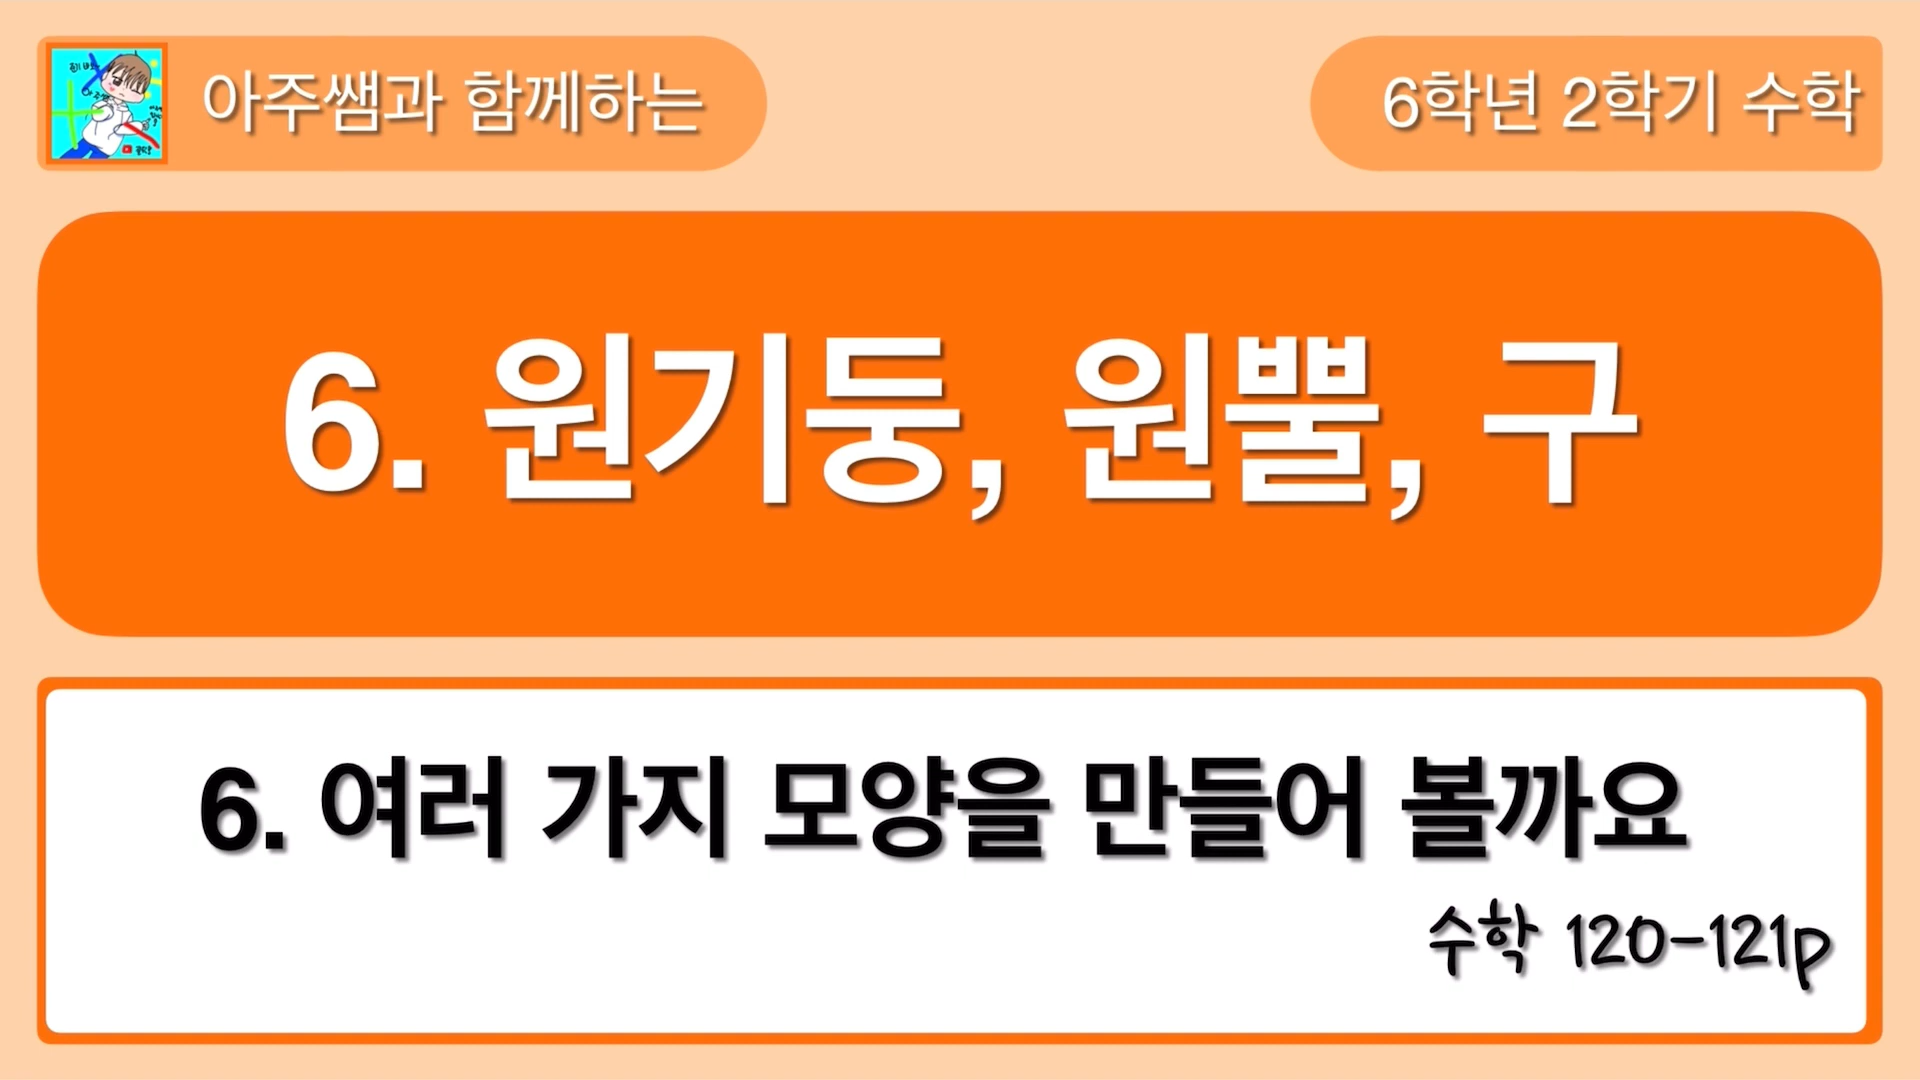 아주쌤과 함께하는
6학년 2학기 수학
6. 원기둥, 원뿔, 구
6. 여러 가지 모양을 만들어 볼까요
수학 120-121p